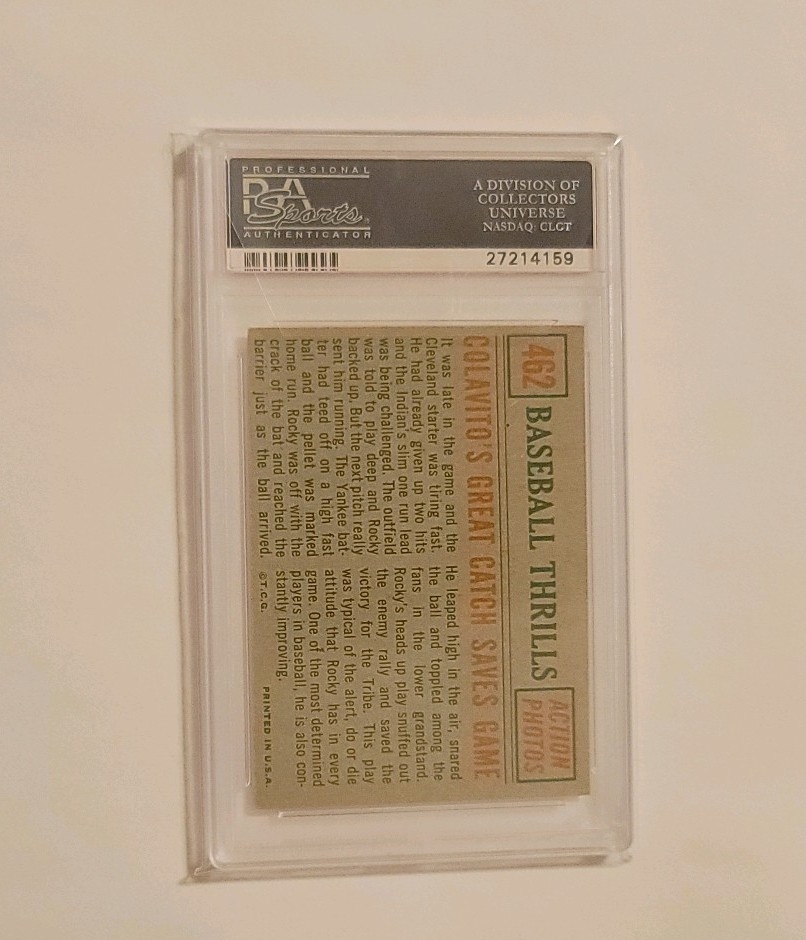 PROFESSIONAL
PSA
Sports
AUTHENTICATOR
A DIVISION OF
COLLECTORS
UNIVERSE
NASDAQ: CLCT
27214159
462
BASEBALL THRILLS
ACTION
PHOTOS
COLAVITO'S GREAT CATCH SAVES GAME
It was late in the game and the
Cleveland starter was tiring fast.
He had already given up two hits
and the Indian's slim one run lead
was being challenged. The outfield
was told to play deep and Rocky
backed up. But the next pitch really
sent him running. The Yankee bat-
ter had teed off on a high fast
ball and the pellet was marked
home run. Rocky was off with the
crack of the bat and reached the
barrier just as the ball arrived.
He leaped high in the air, snared
the ball and toppled among the
fans in the lower grandstand.
Rocky's heads up play snuffed out
the enemy rally and saved the
victory for the Tribe. This play
was typical of the alert, do or die
attitude that Rocky has in every
game. One of the most determined
players in baseball, he is also con-
stantly improving.
©T.C.G.
PRINTED IN U.S.A.